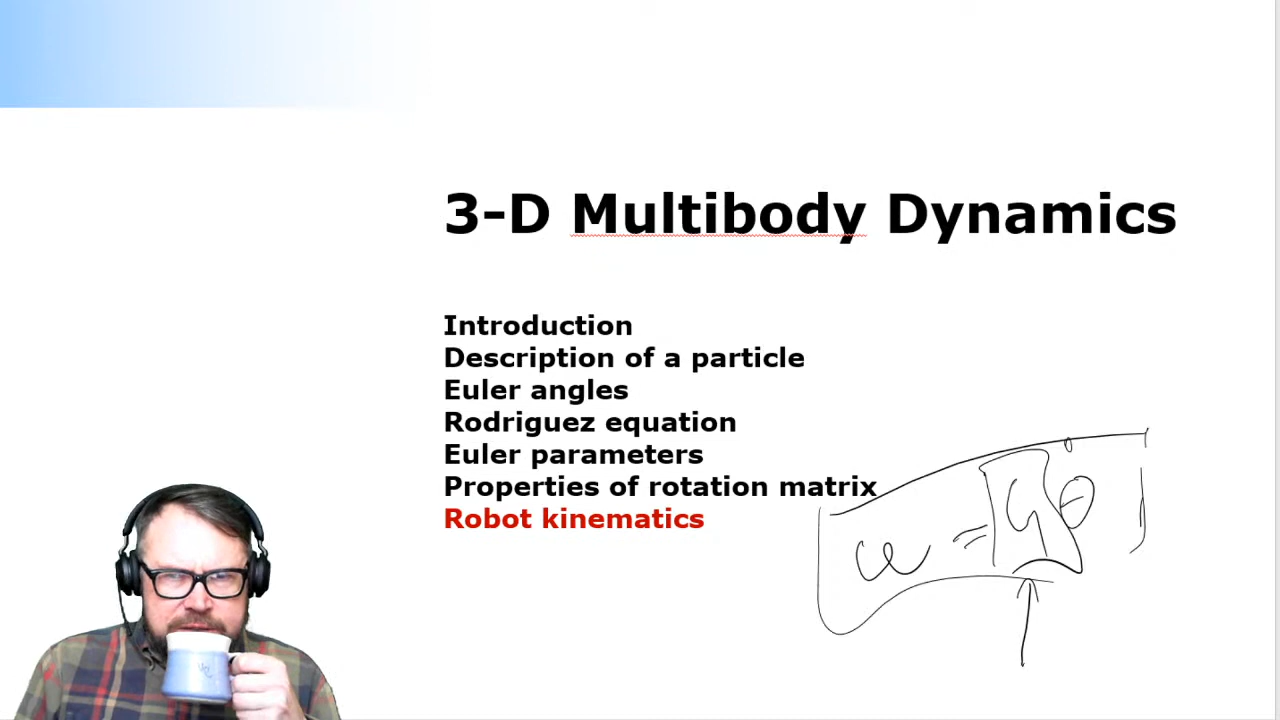 3-D Multibody Dynamics
Introduction
Description of a particle
Euler angles
Rodriguez equation
Euler parameters
Properties of rotation matrix
Robot kinematics
ω = G θ̇